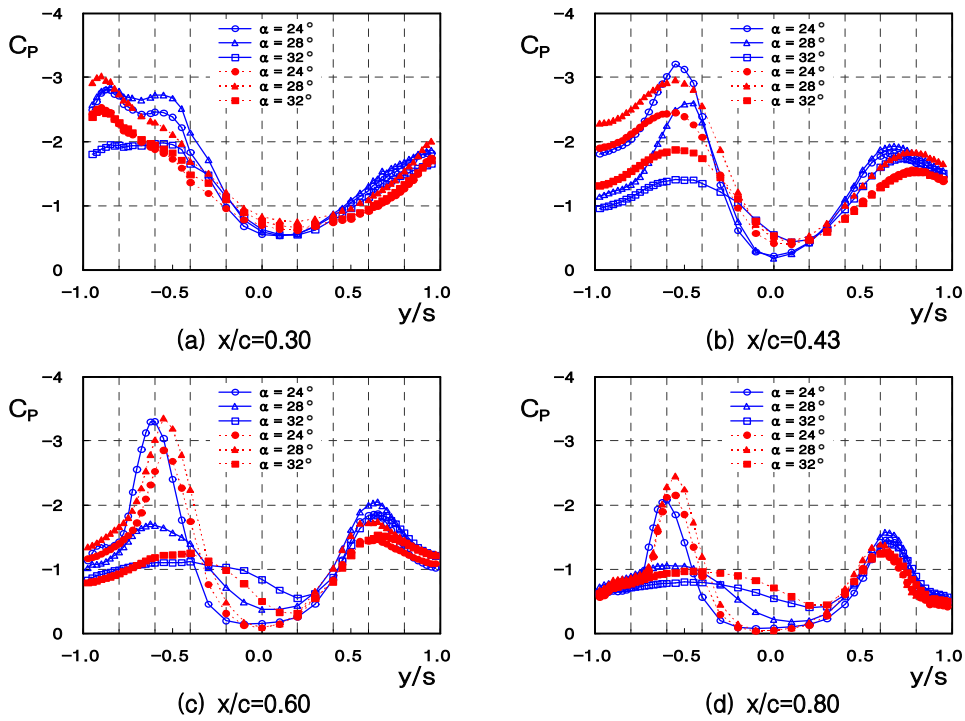 −4
−3
−2
−1
0
C_P
α = 24°
α = 28°
α = 32°
α = 24°
α = 28°
α = 32°
−1.0 −0.5 0.0 0.5 1.0
y/s
(a) x/c=0.30
−4
−3
−2
−1
0
C_P
α = 24°
α = 28°
α = 32°
α = 24°
α = 28°
α = 32°
−1.0 −0.5 0.0 0.5 1.0
y/s
(b) x/c=0.43
−4
−3
−2
−1
0
C_P
α = 24°
α = 28°
α = 32°
α = 24°
α = 28°
α = 32°
−1.0 −0.5 0.0 0.5 1.0
y/s
(c) x/c=0.60
−4
−3
−2
−1
0
C_P
α = 24°
α = 28°
α = 32°
α = 24°
α = 28°
α = 32°
−1.0 −0.5 0.0 0.5 1.0
y/s
(d) x/c=0.80